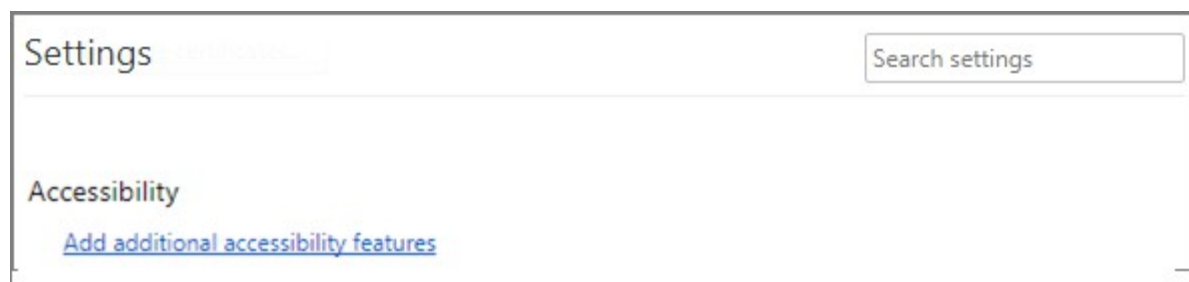 Settings
Search settings
Accessibility
Add additional accessibility features